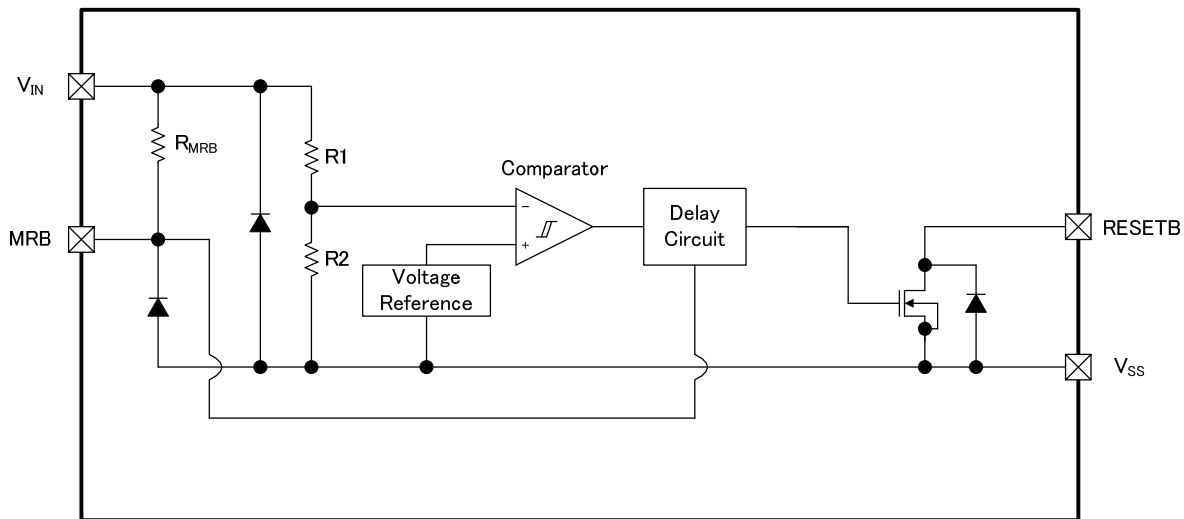 V_IN
R_MRB
R1
Comparator
MRB
R2
−
+
Voltage
Reference
Delay
Circuit
RESETB
V_SS